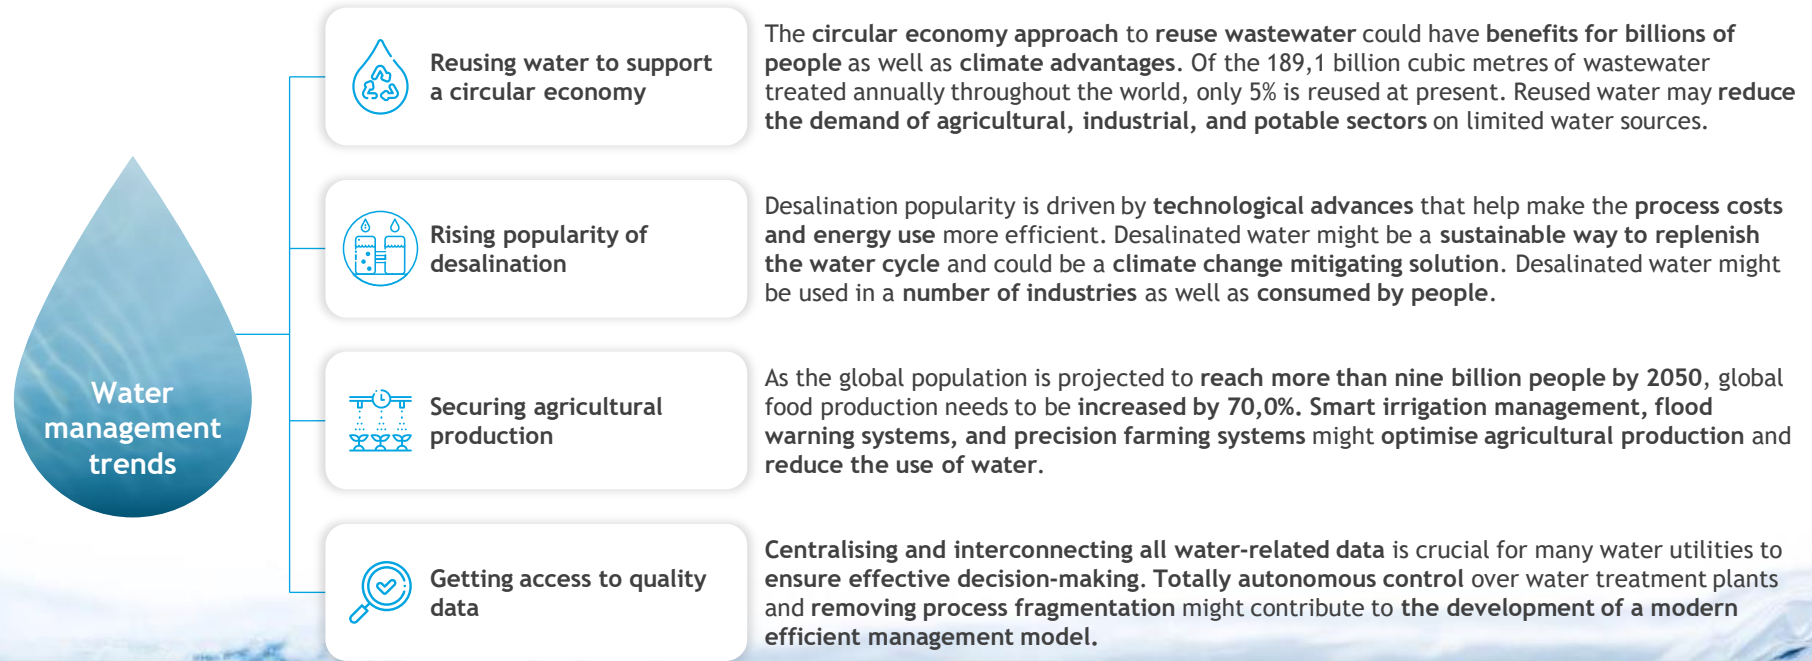 Water
management
trends
Reusing water to support
a circular economy
The circular economy approach to reuse wastewater could have benefits for billions of
people as well as climate advantages. Of the 189,1 billion cubic metres of wastewater
treated annually throughout the world, only 5% is reused at present. Reused water may reduce
the demand of agricultural, industrial, and potable sectors on limited water sources.
Rising popularity of
desalination
Desalination popularity is driven by technological advances that help make the process costs
and energy use more efficient. Desalinated water might be a sustainable way to replenish
the water cycle and could be a climate change mitigating solution. Desalinated water might
be used in a number of industries as well as consumed by people.
Securing agricultural
production
As the global population is projected to reach more than nine billion people by 2050, global
food production needs to be increased by 70,0%. Smart irrigation management, flood
warning systems, and precision farming systems might optimise agricultural production and
reduce the use of water.
Getting access to quality
data
Centralising and interconnecting all water-related data is crucial for many water utilities to
ensure effective decision-making. Totally autonomous control over water treatment plants
and removing process fragmentation might contribute to the development of a modern
efficient management model.